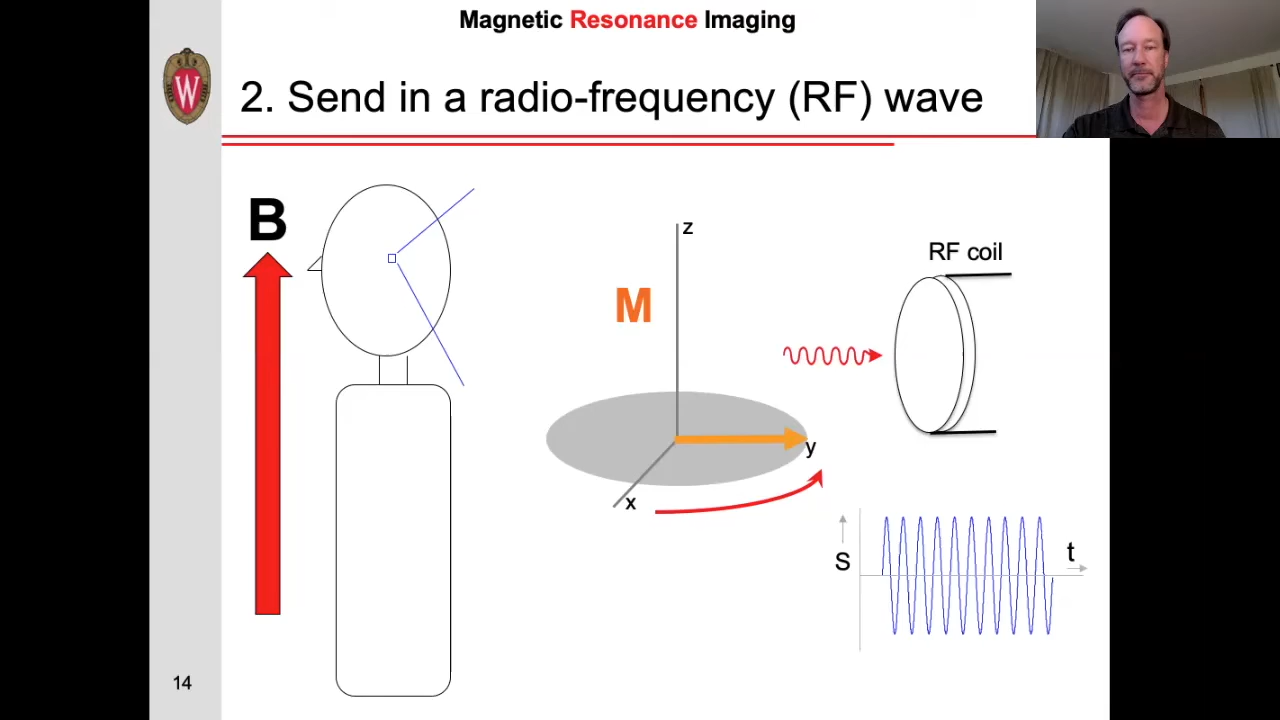 Magnetic Resonance Imaging
W
2. Send in a radio-frequency (RF) wave
B
z
M
RF coil
y
x
S
t
14